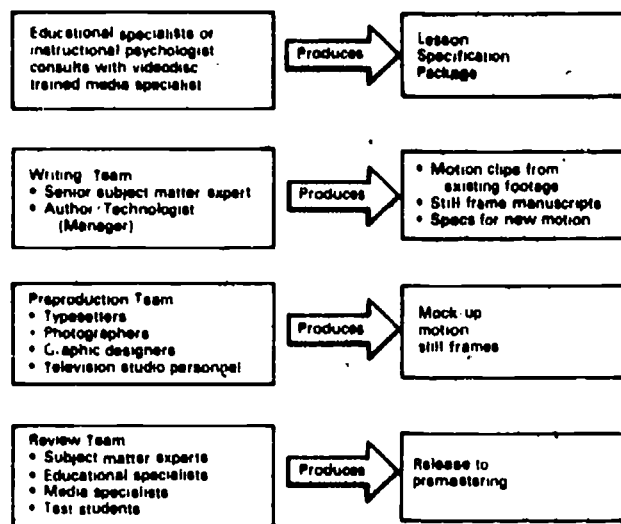 Educational specialists or
instructional psychologist
consults with videodisc
trained media specialist
Produces
Lesson
Specification
Package
Writing Team
• Senior subject matter expert
• Author-Technologist
(Manager)
Produces
• Motion clips from
existing footage
• Still frame manuscripts
• Specs for new motion
Preproduction Team
• Typesetters
• Photographers
• Graphic designers
• Television studio personnel
Produces
Mock-up
motion
still frames
Review Team
• Subject matter experts
• Educational specialists
• Media specialists
• Test students
Produces
Release to
premastering